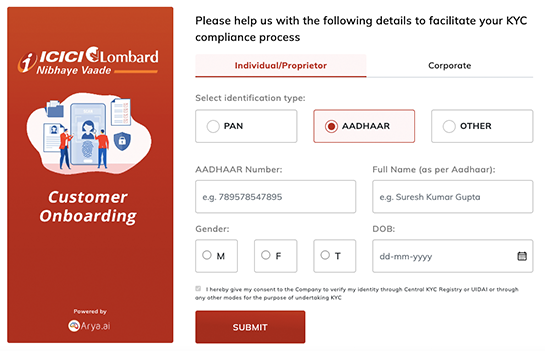 ICICI Lombard
Nibhaye Vaade
Customer
Onboarding
Powered by
Arya.ai
Please help us with the following details to facilitate your KYC
compliance process
Individual/Proprietor
Corporate
Select identification type:
PAN
AADHAAR
OTHER
AADHAAR Number:
Full Name (as per Aadhaar):
e.g. 789578547895
e.g. Suresh Kumar Gupta
Gender:
DOB:
M
F
T
dd-mm-yyyy
I hereby give my consent to the Company to verify my identity through Central KYC Registry or UIDAI or through
any other modes for the purpose of undertaking KYC
SUBMIT